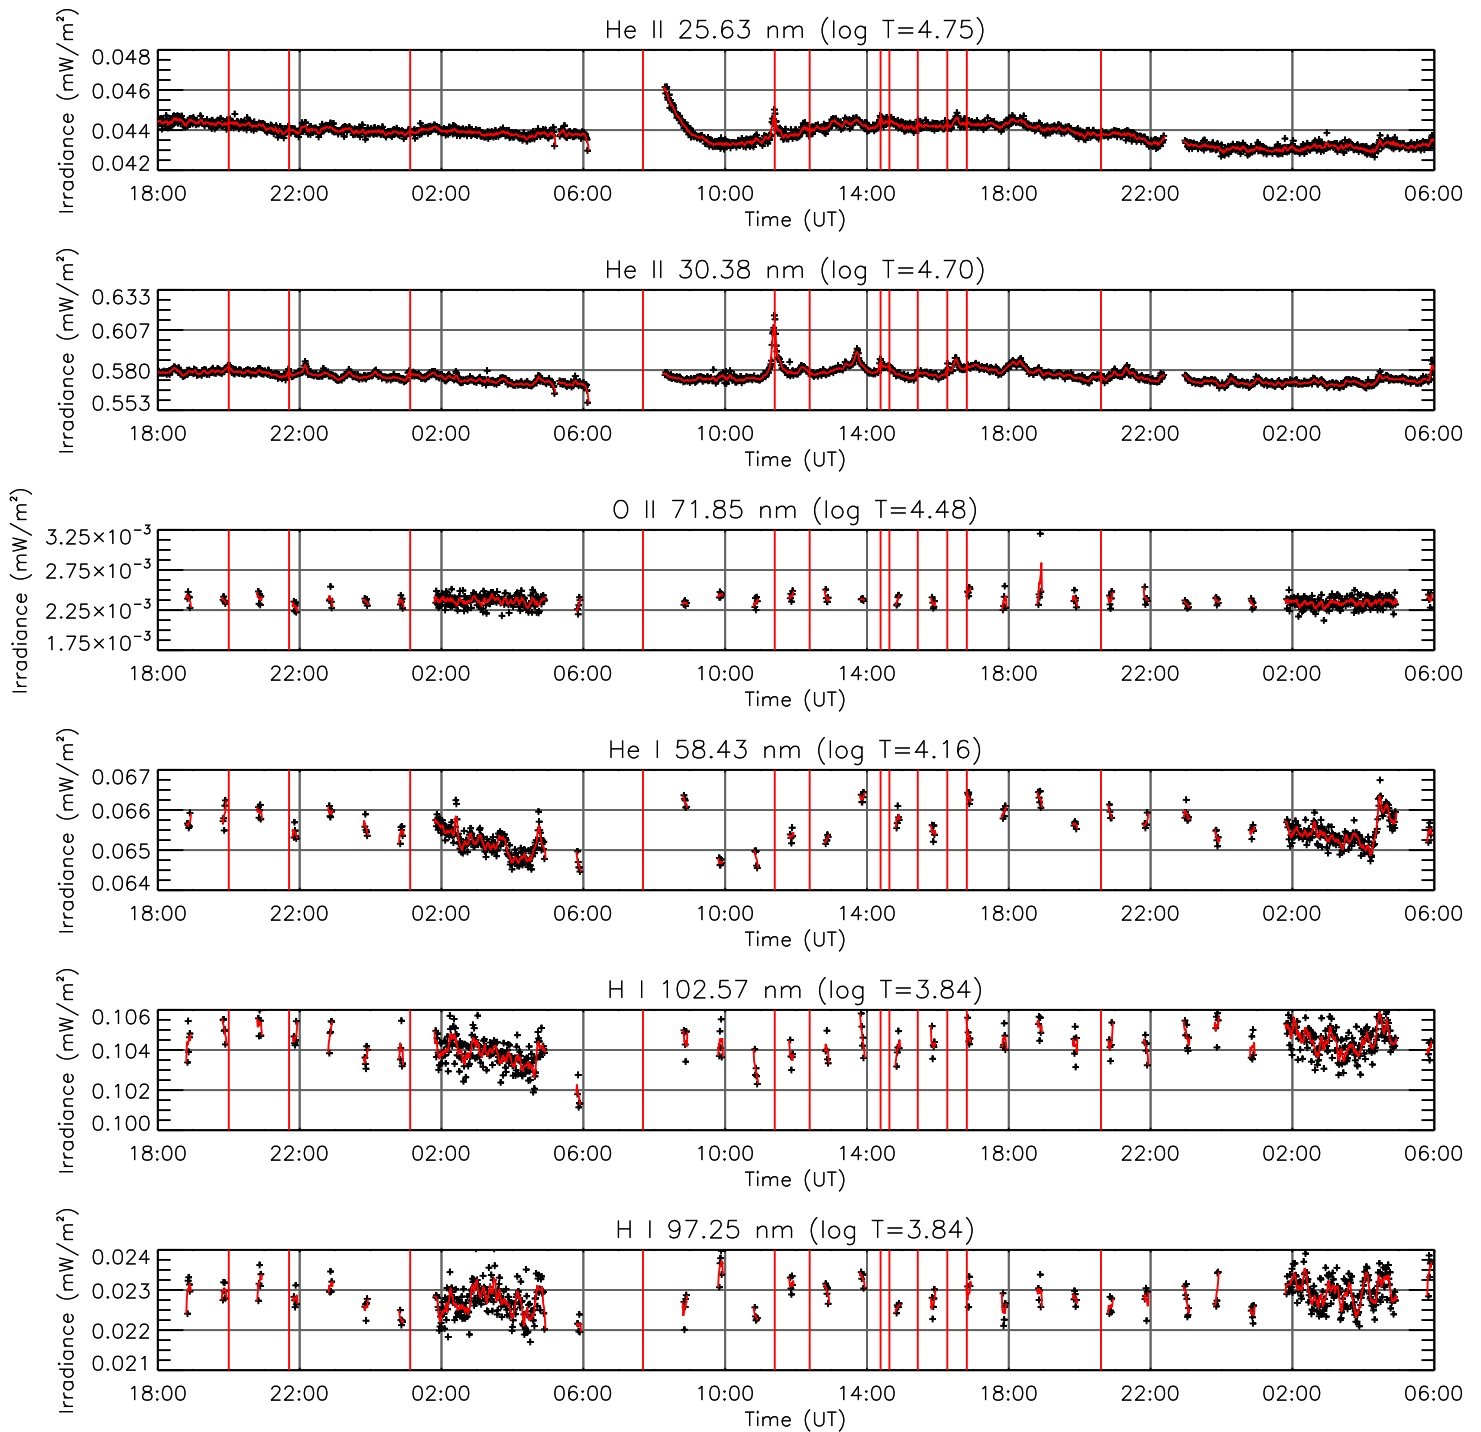 He II 25.63 nm (log T=4.75)
Irradiance (mW/m²)
0.048
0.046
0.044
0.042
18:00 22:00 02:00 06:00 10:00 14:00 18:00 22:00 02:00 06:00
Time (UT)
He II 30.38 nm (log T=4.70)
Irradiance (mW/m²)
0.633
0.607
0.580
0.553
18:00 22:00 02:00 06:00 10:00 14:00 18:00 22:00 02:00 06:00
Time (UT)
O II 71.85 nm (log T=4.48)
Irradiance (mW/m²)
3.25×10⁻³
2.75×10⁻³
2.25×10⁻³
1.75×10⁻³
18:00 22:00 02:00 06:00 10:00 14:00 18:00 22:00 02:00 06:00
Time (UT)
He I 58.43 nm (log T=4.16)
Irradiance (mW/m²)
0.067
0.066
0.065
0.064
18:00 22:00 02:00 06:00 10:00 14:00 18:00 22:00 02:00 06:00
Time (UT)
H I 102.57 nm (log T=3.84)
Irradiance (mW/m²)
0.106
0.104
0.102
0.100
18:00 22:00 02:00 06:00 10:00 14:00 18:00 22:00 02:00 06:00
Time (UT)
H I 97.25 nm (log T=3.84)
Irradiance (mW/m²)
0.024
0.023
0.022
0.021
18:00 22:00 02:00 06:00 10:00 14:00 18:00 22:00 02:00 06:00
Time (UT)